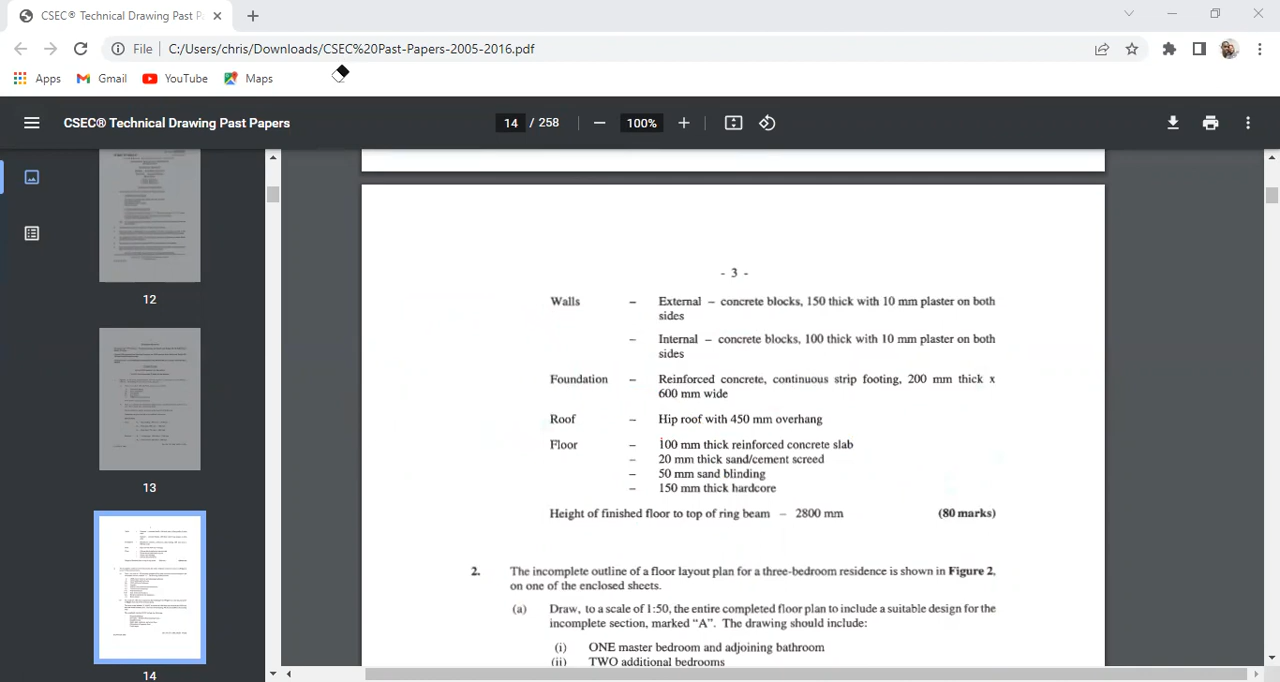 CSEC® Technical Drawing Past P
File
C:/Users/chris/Downloads/CSEC%20Past-Papers-2005-2016.pdf
Apps
Gmail
YouTube
Maps
CSEC® Technical Drawing Past Papers
14 / 258
100%
12
13
14
- 3 -
Walls – External – concrete blocks, 150 thick with 10 mm plaster on both
sides
– Internal – concrete blocks, 100 thick with 10 mm plaster on both
sides
Foundation – Reinforced concrete, continuous strip footing, 200 mm thick x
600 mm wide
Roof – Hip roof with 450 mm overhang
Floor – 100 mm thick reinforced concrete slab
– 20 mm thick sand/cement screed
– 50 mm sand blinding
– 150 mm thick hardcore
Height of finished floor to top of ring beam – 2800 mm (80 marks)
2. The incomplete outline of a floor layout plan for a three-bedroom residence is shown in Figure 2,
on one of the enclosed sheets.
(a) Draw, to a scale of 1:50, the entire completed floor plan to include a suitable design for the
incomplete section, marked “A”. The drawing should include:
(i) ONE master bedroom and adjoining bathroom
(ii) TWO additional bedrooms